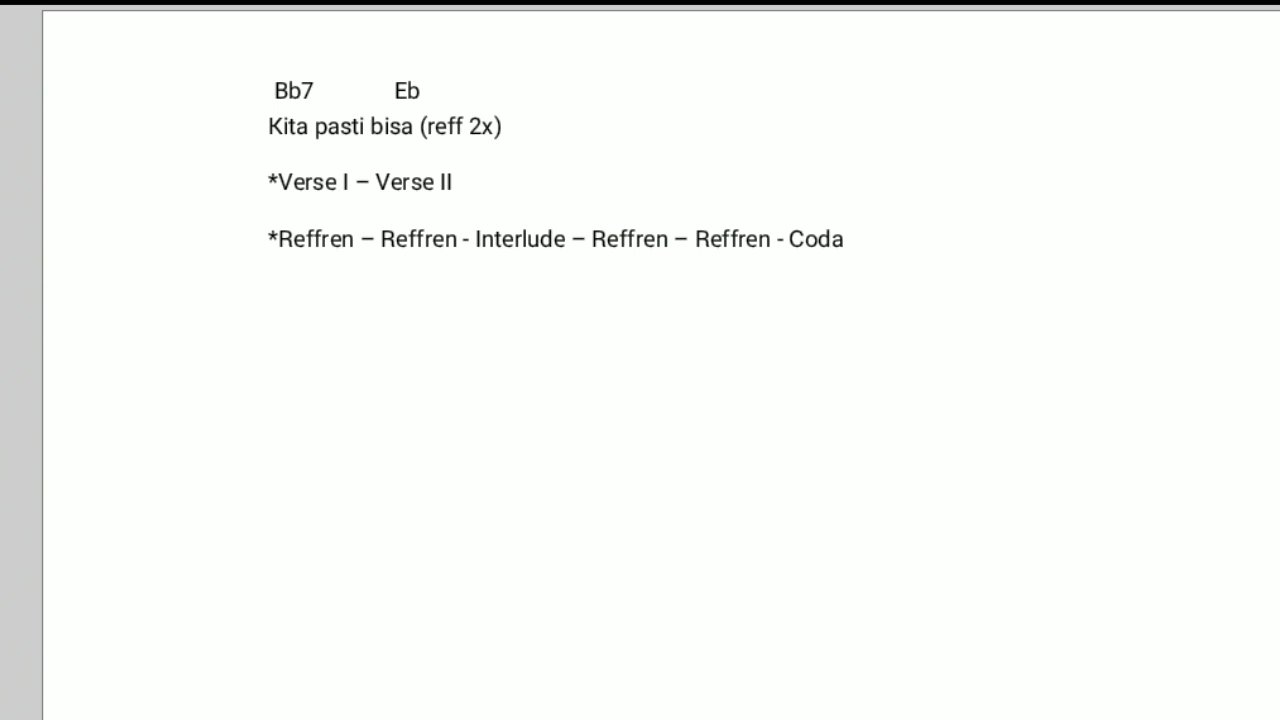 Bb7 Eb
Kita pasti bisa (reff 2x)
*Verse I – Verse II
*Reffren – Reffren - Interlude – Reffren – Reffren - Coda